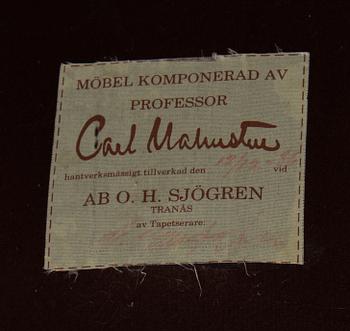 MÖBEL KOMPONERAD AV
PROFESSOR
Carl Malmsten
hantverksmässigt tillverkad den vid
AB O. H. SJÖGREN
TRANÅS
av Tapetserare: